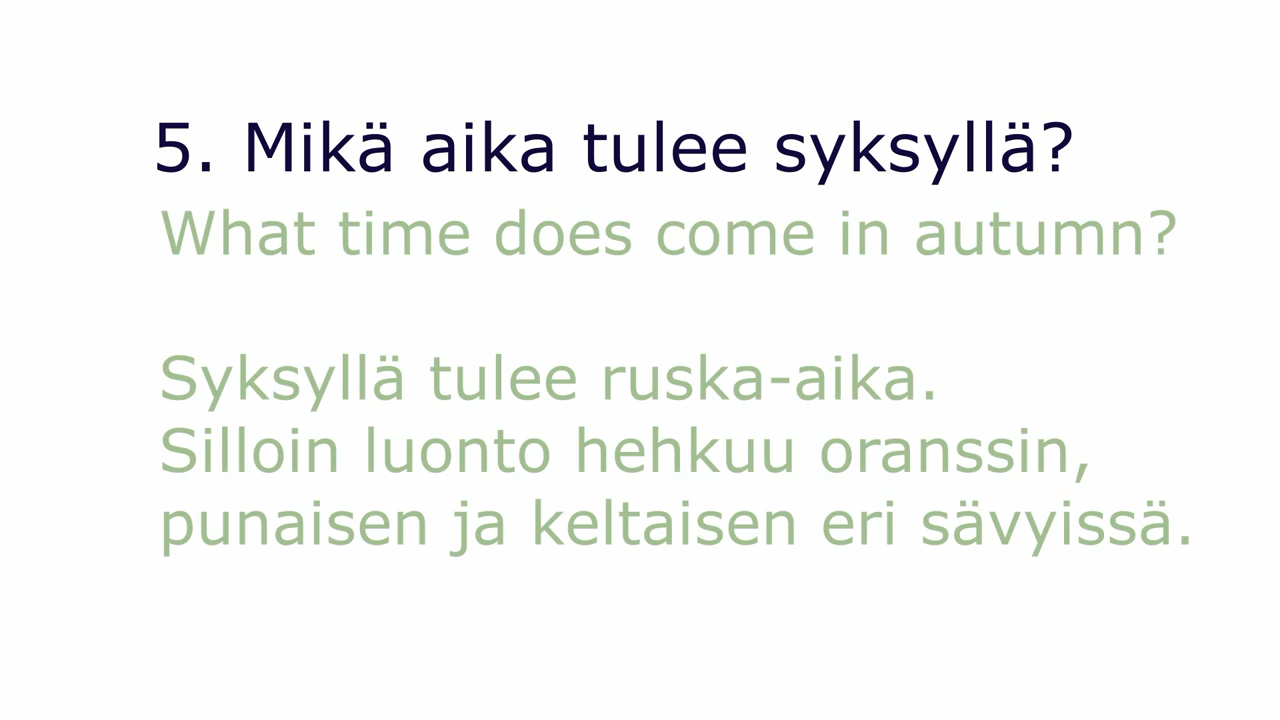 5. Mikä aika tulee syksyllä?
What time does come in autumn?
Syksyllä tulee ruska-aika.
Silloin luonto hehkuu oranssin,
punaisen ja keltaisen eri sävyissä.